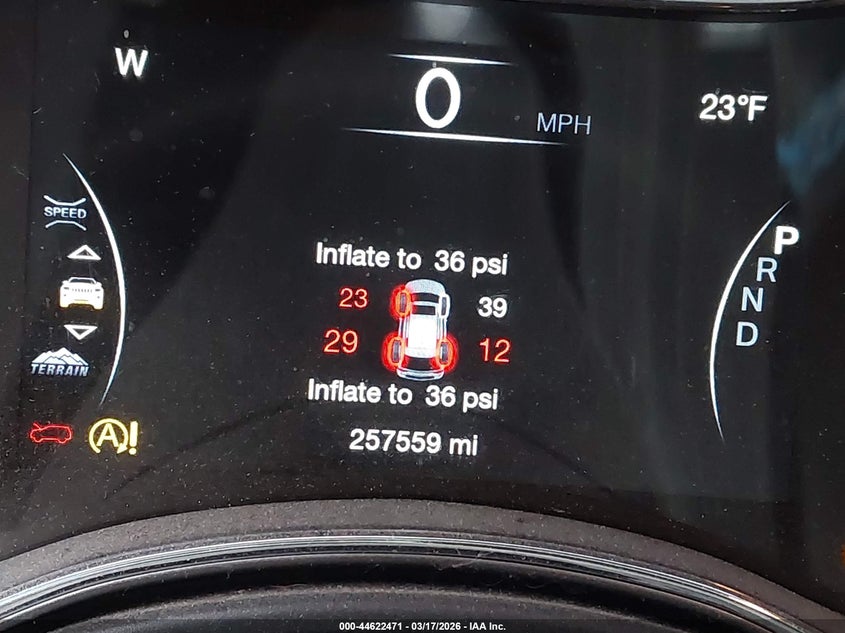 W
0 MPH
23°F
SPEED
TERRAIN
Inflate to 36 psi
23 39
29 12
Inflate to 36 psi
257559 mi
A!
P
R
N
D
000-44622471 - 03/17/2026 - IAA Inc.